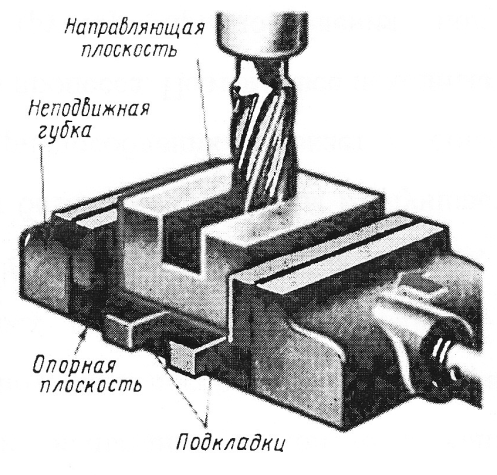 Направляющая
плоскость
Неподвижная
губка
Опорная
плоскость
Подкладки